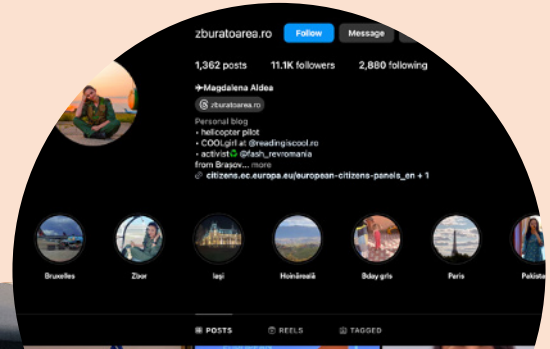 zburatoarea.ro Follow Message
1,362 posts 11.1K followers 2,880 following
✈Magdalena Aldea
zburatoarea.ro
Personal blog
• helicopter pilot
• COOLgirl at @readingiscool.ro
• activist♻ @fash_revromania
from Brașov... more
citizens.ec.europa.eu/european-citizens-panels_en + 1
Bruxelles Zbor Iași Hoinăreală Bday gris Paris Pakista
POSTS REELS TAGGED